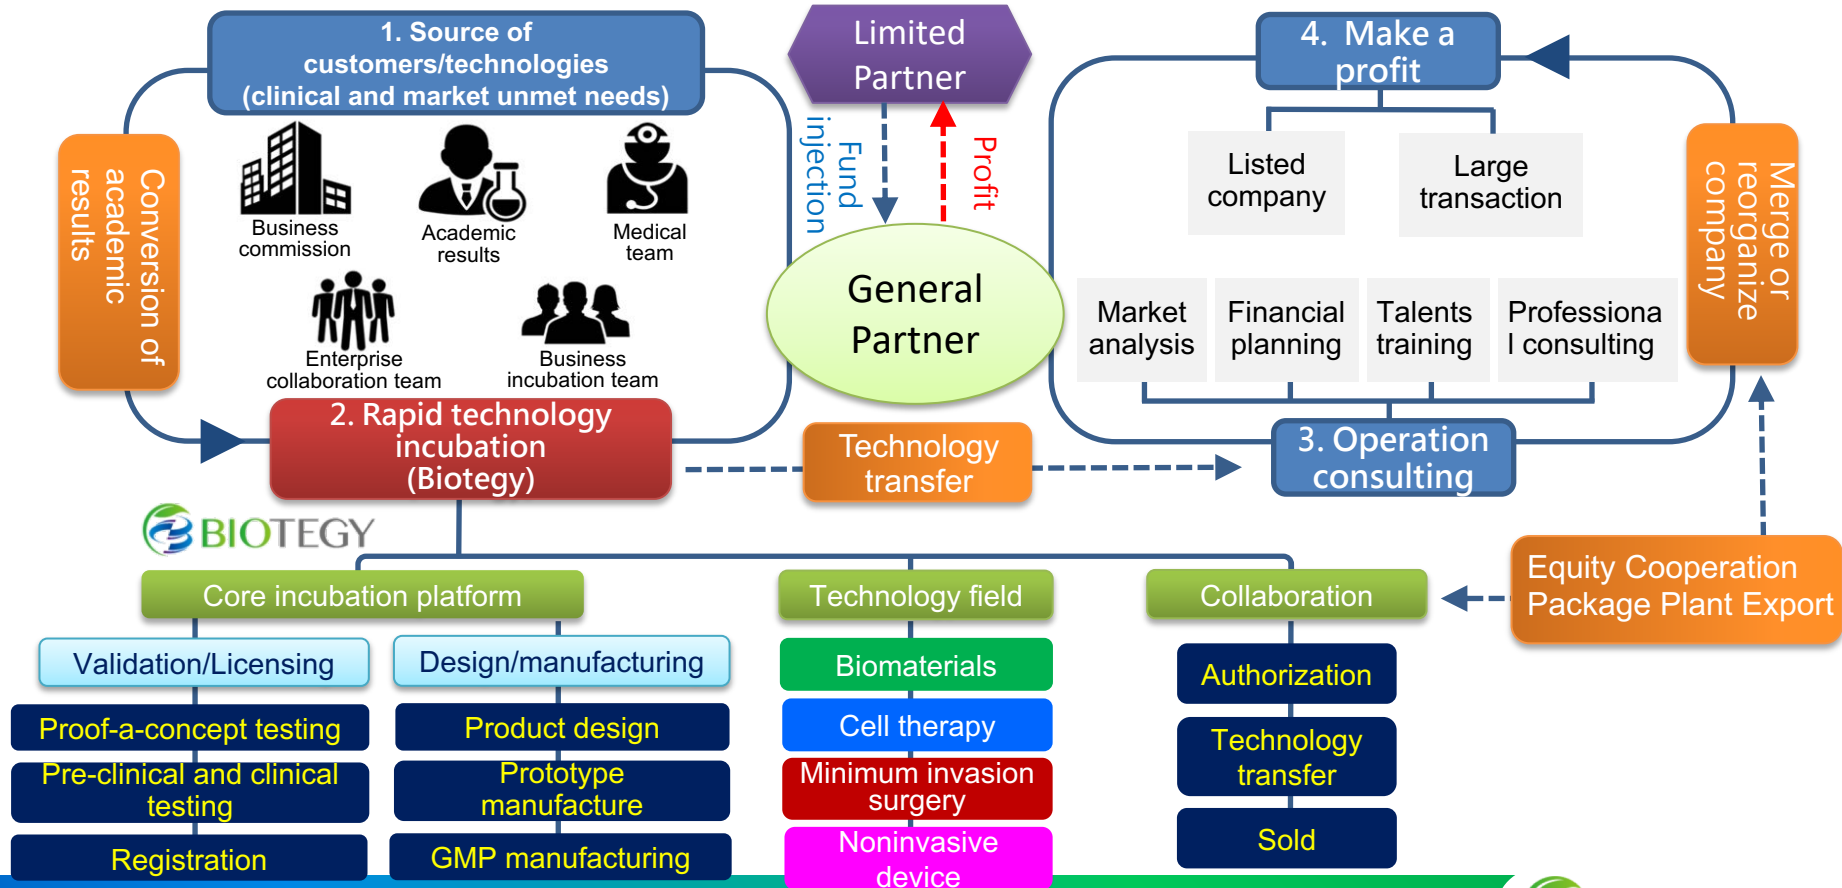 1. Source of
customers/technologies
(clinical and market unmet needs)
Conversion of
academic
results
Business
commission
Academic
results
Medical
team
Enterprise
collaboration team
Business
incubation team
2. Rapid technology
incubation
(Biotegy)
Limited
Partner
Fund
injection
Profit
General
Partner
Technology
transfer
4. Make a
profit
Listed
company
Large
transaction
Market
analysis
Financial
planning
Talents
training
Professiona
l consulting
3. Operation
consulting
Merge or
reorganize
company
Equity Cooperation
Package Plant Export
BIOTEGY
Core incubation platform
Validation/Licensing
Proof-a-concept testing
Pre-clinical and clinical
testing
Registration
Design/manufacturing
Product design
Prototype
manufacture
GMP manufacturing
Technology field
Biomaterials
Cell therapy
Minimum invasion
surgery
Noninvasive
device
Collaboration
Authorization
Technology
transfer
Sold